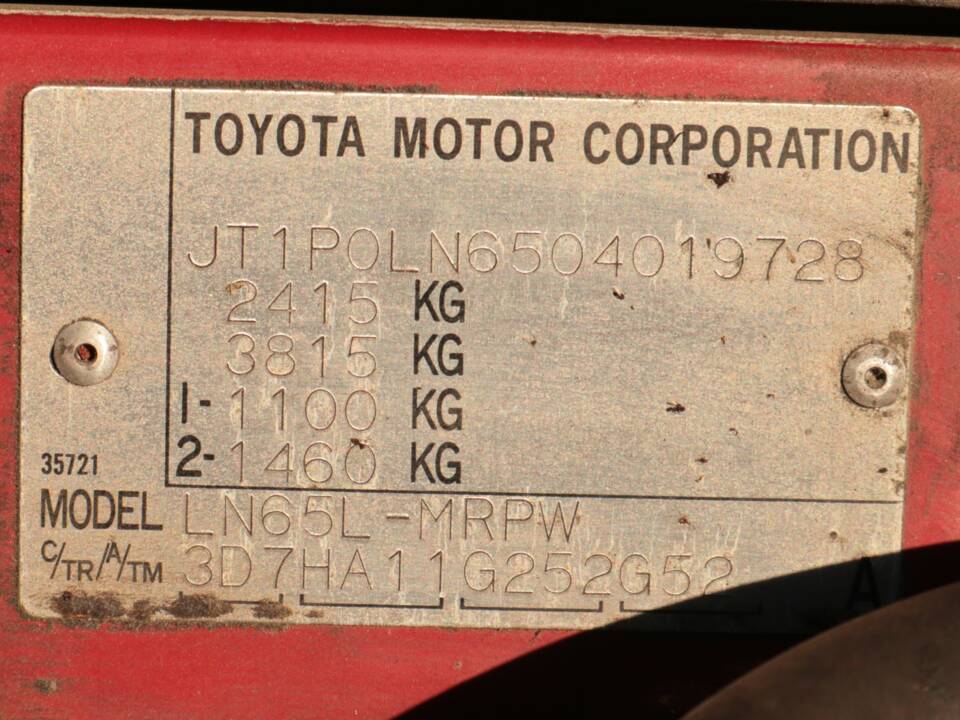 TOYOTA MOTOR CORPORATION
JT1P0LN6504019728
2415 KG
3815 KG
1-1100 KG
2-1460 KG
35721
MODEL LN65L-MRPW
C/TR/A/TM 3D7HA11G252G52 A